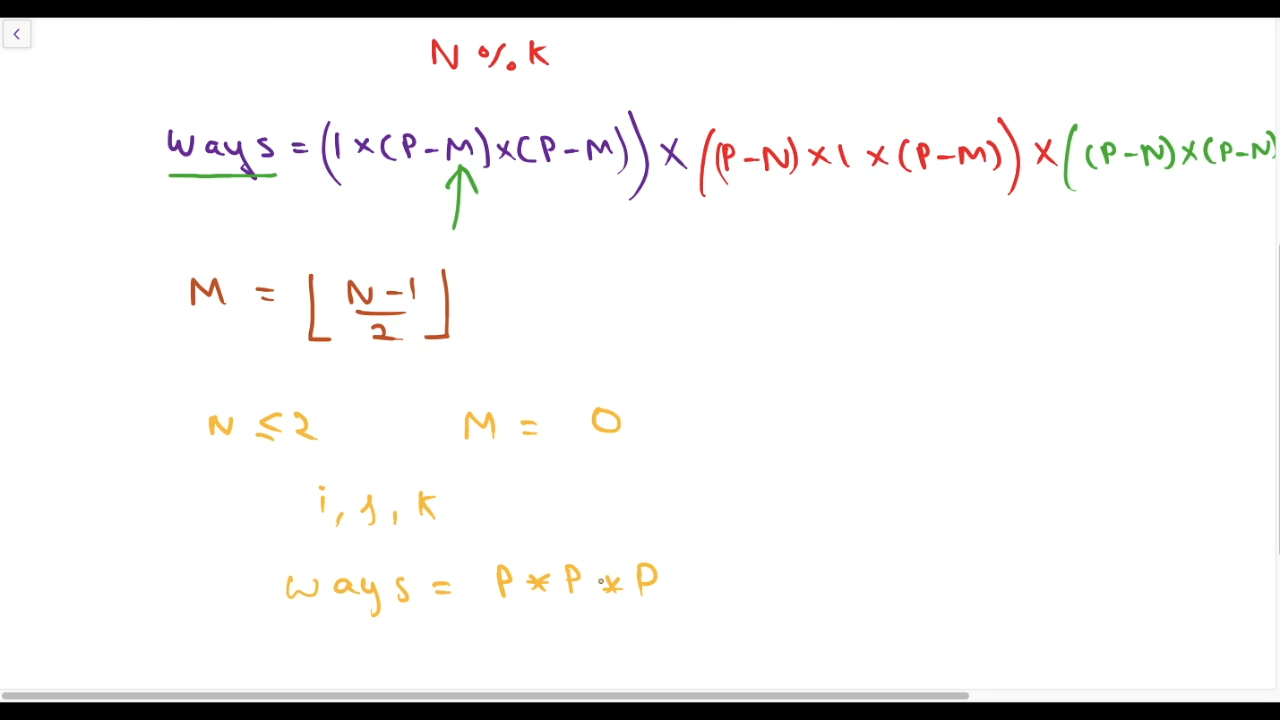 N % K
Ways = (1 × (P - M) × (P - M)) × ((P - N) × 1 × (P - M)) × ((P - N) × (P - N)
M = ⌊ (N - 1) / 2 ⌋
N ≤ 2 M = 0
i, j, k
ways = P * P * P